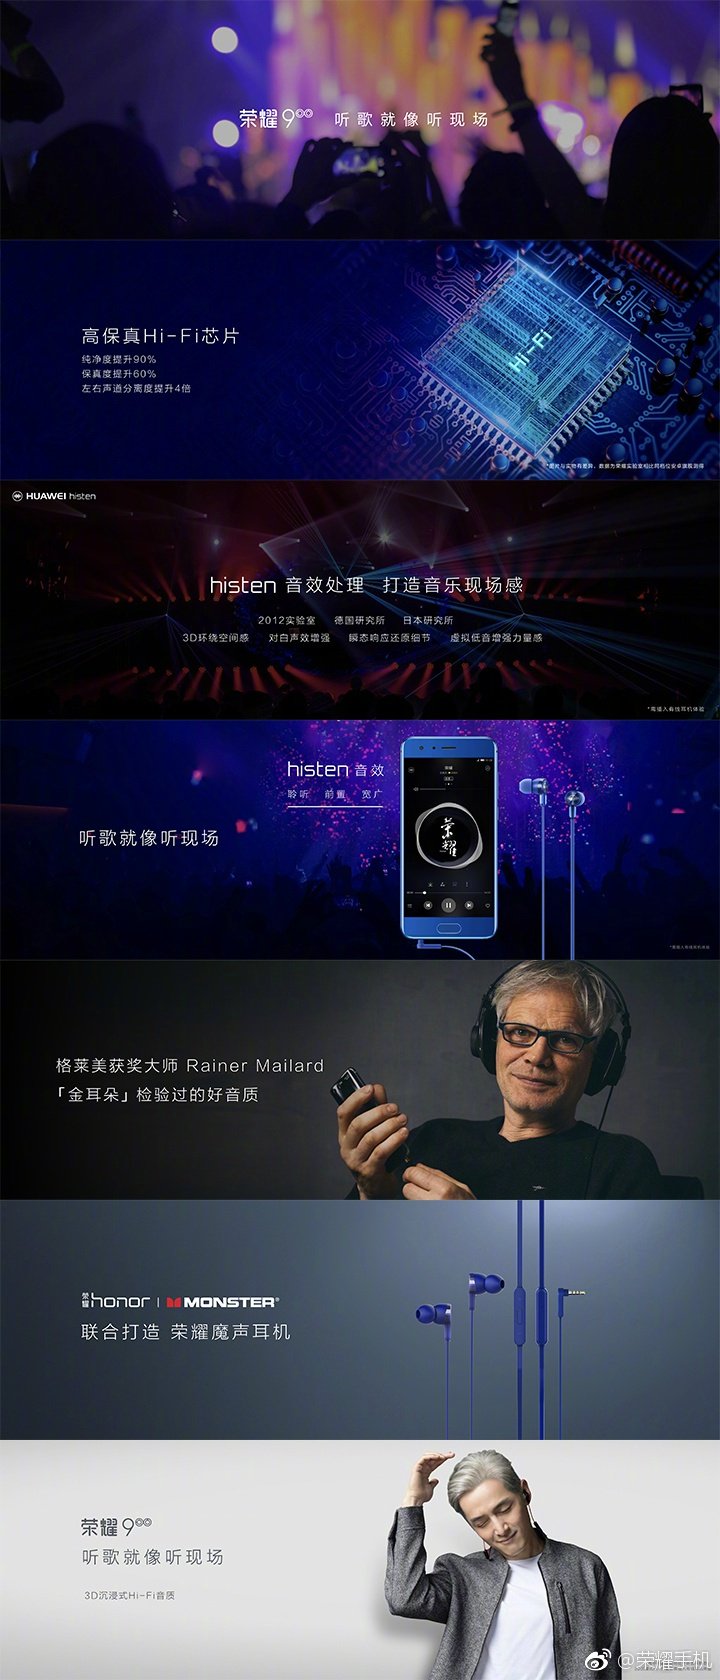 荣耀9 听歌就像听现场
高保真Hi-Fi芯片
纯净度提升90%
保真度提升60%
左右声道分离度提升4倍
Hi-Fi
*图片与实物有差异，数据为荣耀实验室相比同档位安卓旗舰测得
HUAWEI histen
histen 音效处理 打造音乐现场感
2012实验室 德国研究所 日本研究所
3D环绕空间感 对白声效增强 瞬态响应还原细节 虚拟低音增强力量感
*需插入有线耳机体验
histen 音效
聆听 前置 宽广
听歌就像听现场
荣耀
荣耀
*需插入有线耳机体验
格莱美获奖大师 Rainer Mailard
「金耳朵」检验过的好音质
荣耀 honor | MONSTER®
联合打造 荣耀魔声耳机
荣耀9
听歌就像听现场
3D沉浸式Hi-Fi音质
@荣耀手机